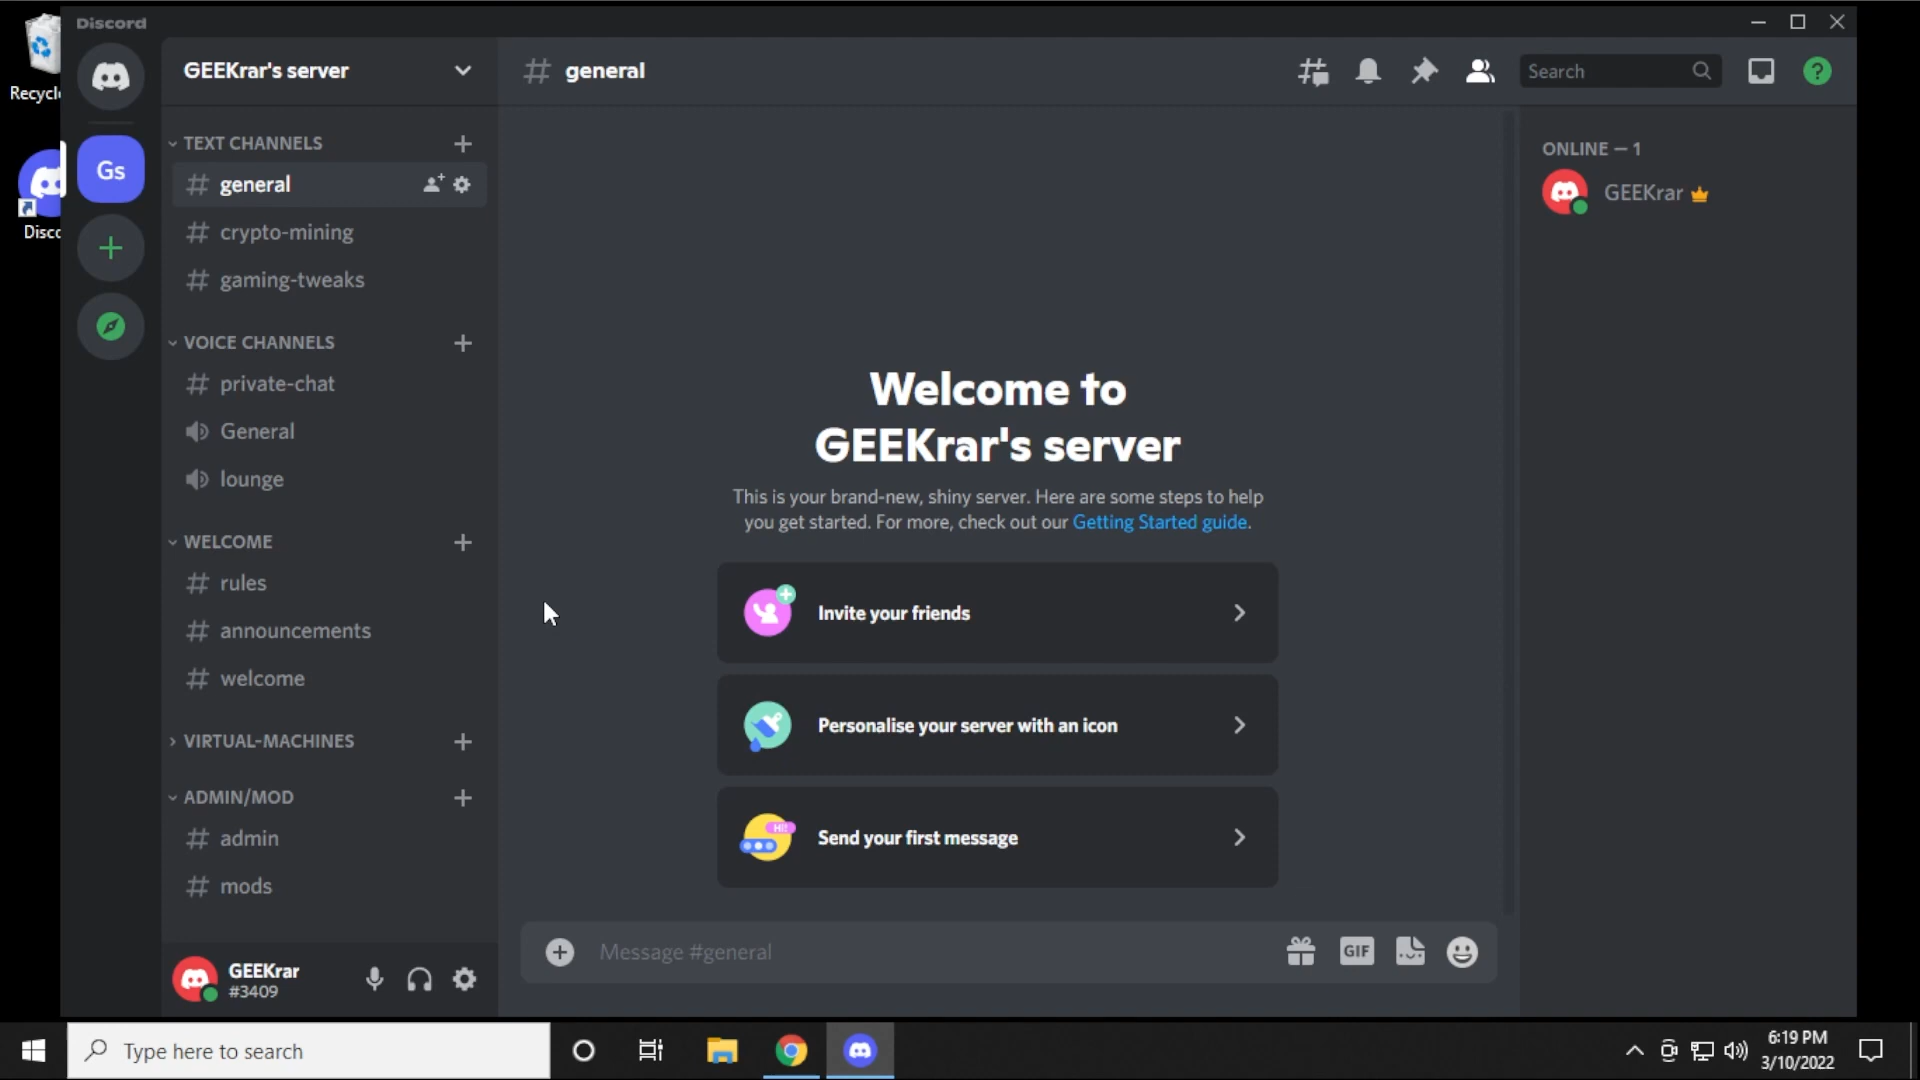 Discord
Recycle
Disco
Gs
GEEKrar's server
TEXT CHANNELS
general
crypto-mining
gaming-tweaks
VOICE CHANNELS
private-chat
General
lounge
WELCOME
rules
announcements
welcome
VIRTUAL-MACHINES
ADMIN/MOD
admin
mods
GEEKrar
#3409
# general
Search
?
Welcome to
GEEKrar's server
This is your brand-new, shiny server. Here are some steps to help
you get started. For more, check out our Getting Started guide.
Invite your friends
Personalise your server with an icon
HI!
Send your first message
Message #general
GIF
ONLINE — 1
GEEKrar
Type here to search
6:19 PM
3/10/2022